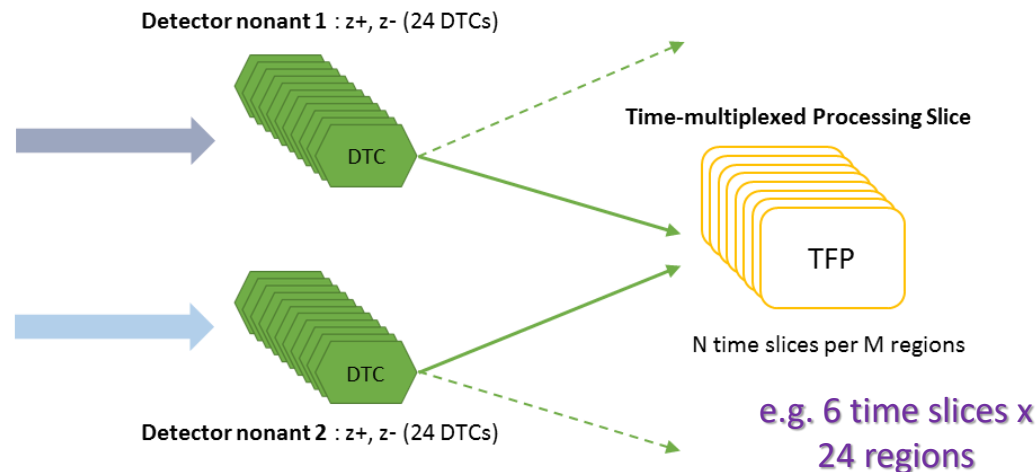 Detector nonant 1 : z+, z- (24 DTCs)
DTC
Time-multiplexed Processing Slice
TFP
N time slices per M regions
DTC
Detector nonant 2 : z+, z- (24 DTCs)
e.g. 6 time slices x
24 regions